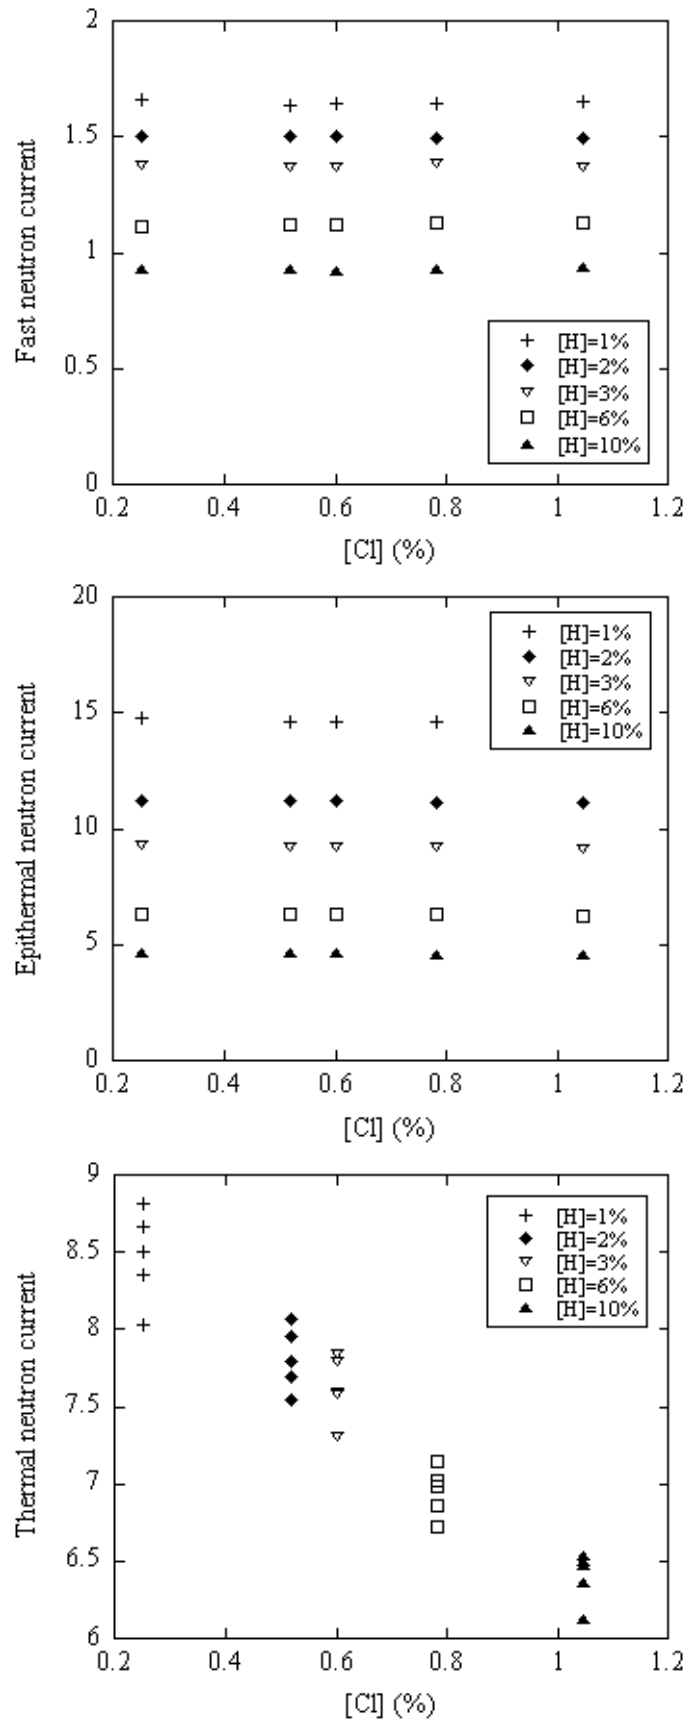 2
1.5
1
0.5
0
Fast neutron current
[H]=1%
[H]=2%
[H]=3%
[H]=6%
[H]=10%
0.2 0.4 0.6 0.8 1 1.2
[Cl] (%)
20
15
10
5
0
Epithermal neutron current
[H]=1%
[H]=2%
[H]=3%
[H]=6%
[H]=10%
0.2 0.4 0.6 0.8 1 1.2
[Cl] (%)
9
8.5
8
7.5
7
6.5
6
Thermal neutron current
[H]=1%
[H]=2%
[H]=3%
[H]=6%
[H]=10%
0.2 0.4 0.6 0.8 1 1.2
[Cl] (%)